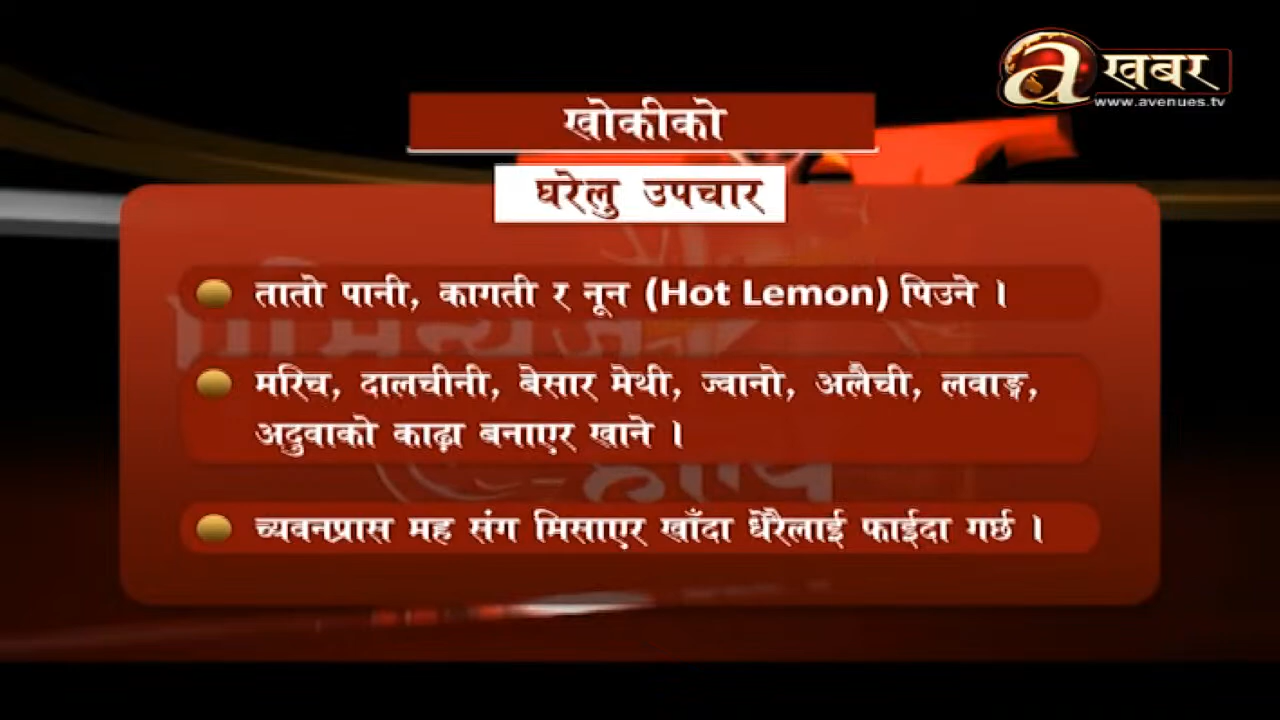 a खबर
www.avenues.tv
खोकीको
घरेलु उपचार
तातो पानी, कागती र नून (Hot Lemon) पिउने ।
मरिच, दालचीनी, बेसार मेथी, ज्वानो, अलैची, लवाङ्ग,
अदुवाको काढ़ा बनाएर खाने ।
च्यवनप्रास मह संग मिसाएर खाँदा धेरैलाई फाईदा गर्छ ।